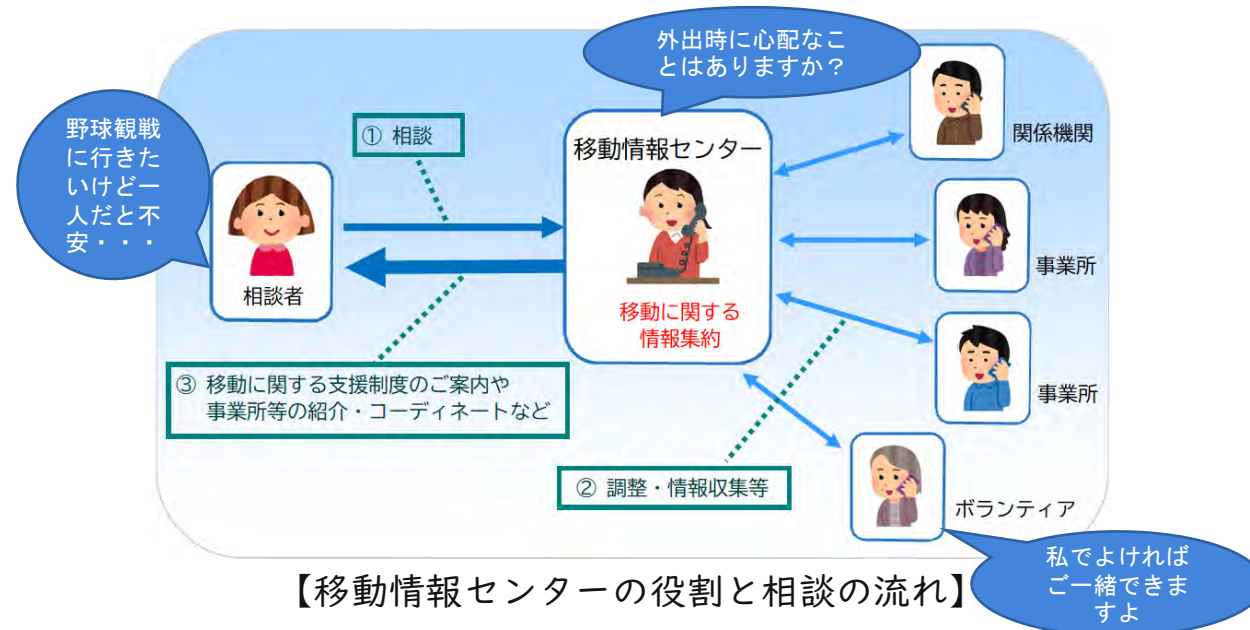 外出時に心配なこ
とはありますか？
野球観戦
に行きた
いけど一
人だと不
安・・・
① 相談
移動情報センター
関係機関
相談者
移動に関する
情報集約
事業所
③ 移動に関する支援制度のご案内や
事業所等の紹介・コーディネートなど
事業所
② 調整・情報収集等
ボランティア
私でよければ
ご一緒できま
すよ
【移動情報センターの役割と相談の流れ】